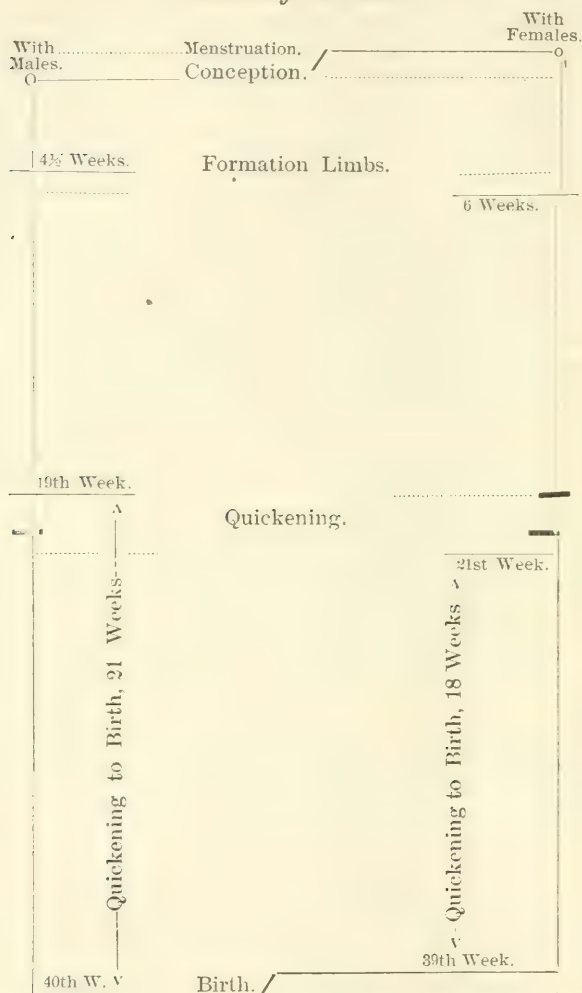 With
Females.
With............ Menstruation.
Males.
O Conception. O
4½ Weeks. Formation Limbs.
6 Weeks.
19th Week.
Quickening.
21st Week.
Quickening to Birth, 21 Weeks
Quickening to Birth, 18 Weeks
39th Week.
40th W. Birth.